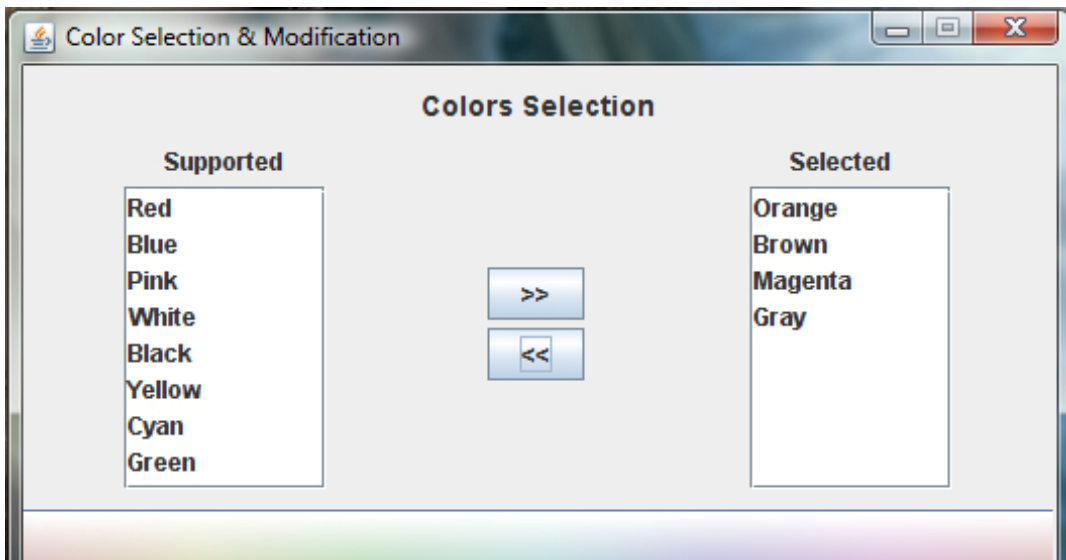 Color Selection & Modification
Colors Selection
Supported
Red
Blue
Pink
White
Black
Yellow
Cyan
Green
>>
<<
Selected
Orange
Brown
Magenta
Gray